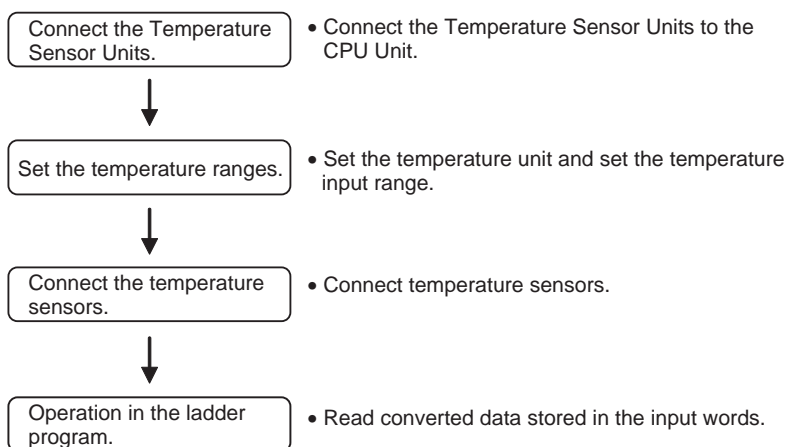 Connect the Temperature
Sensor Units.
• Connect the Temperature Sensor Units to the
CPU Unit.
Set the temperature ranges.
• Set the temperature unit and set the temperature
input range.
Connect the temperature
sensors.
• Connect temperature sensors.
Operation in the ladder
program.
• Read converted data stored in the input words.